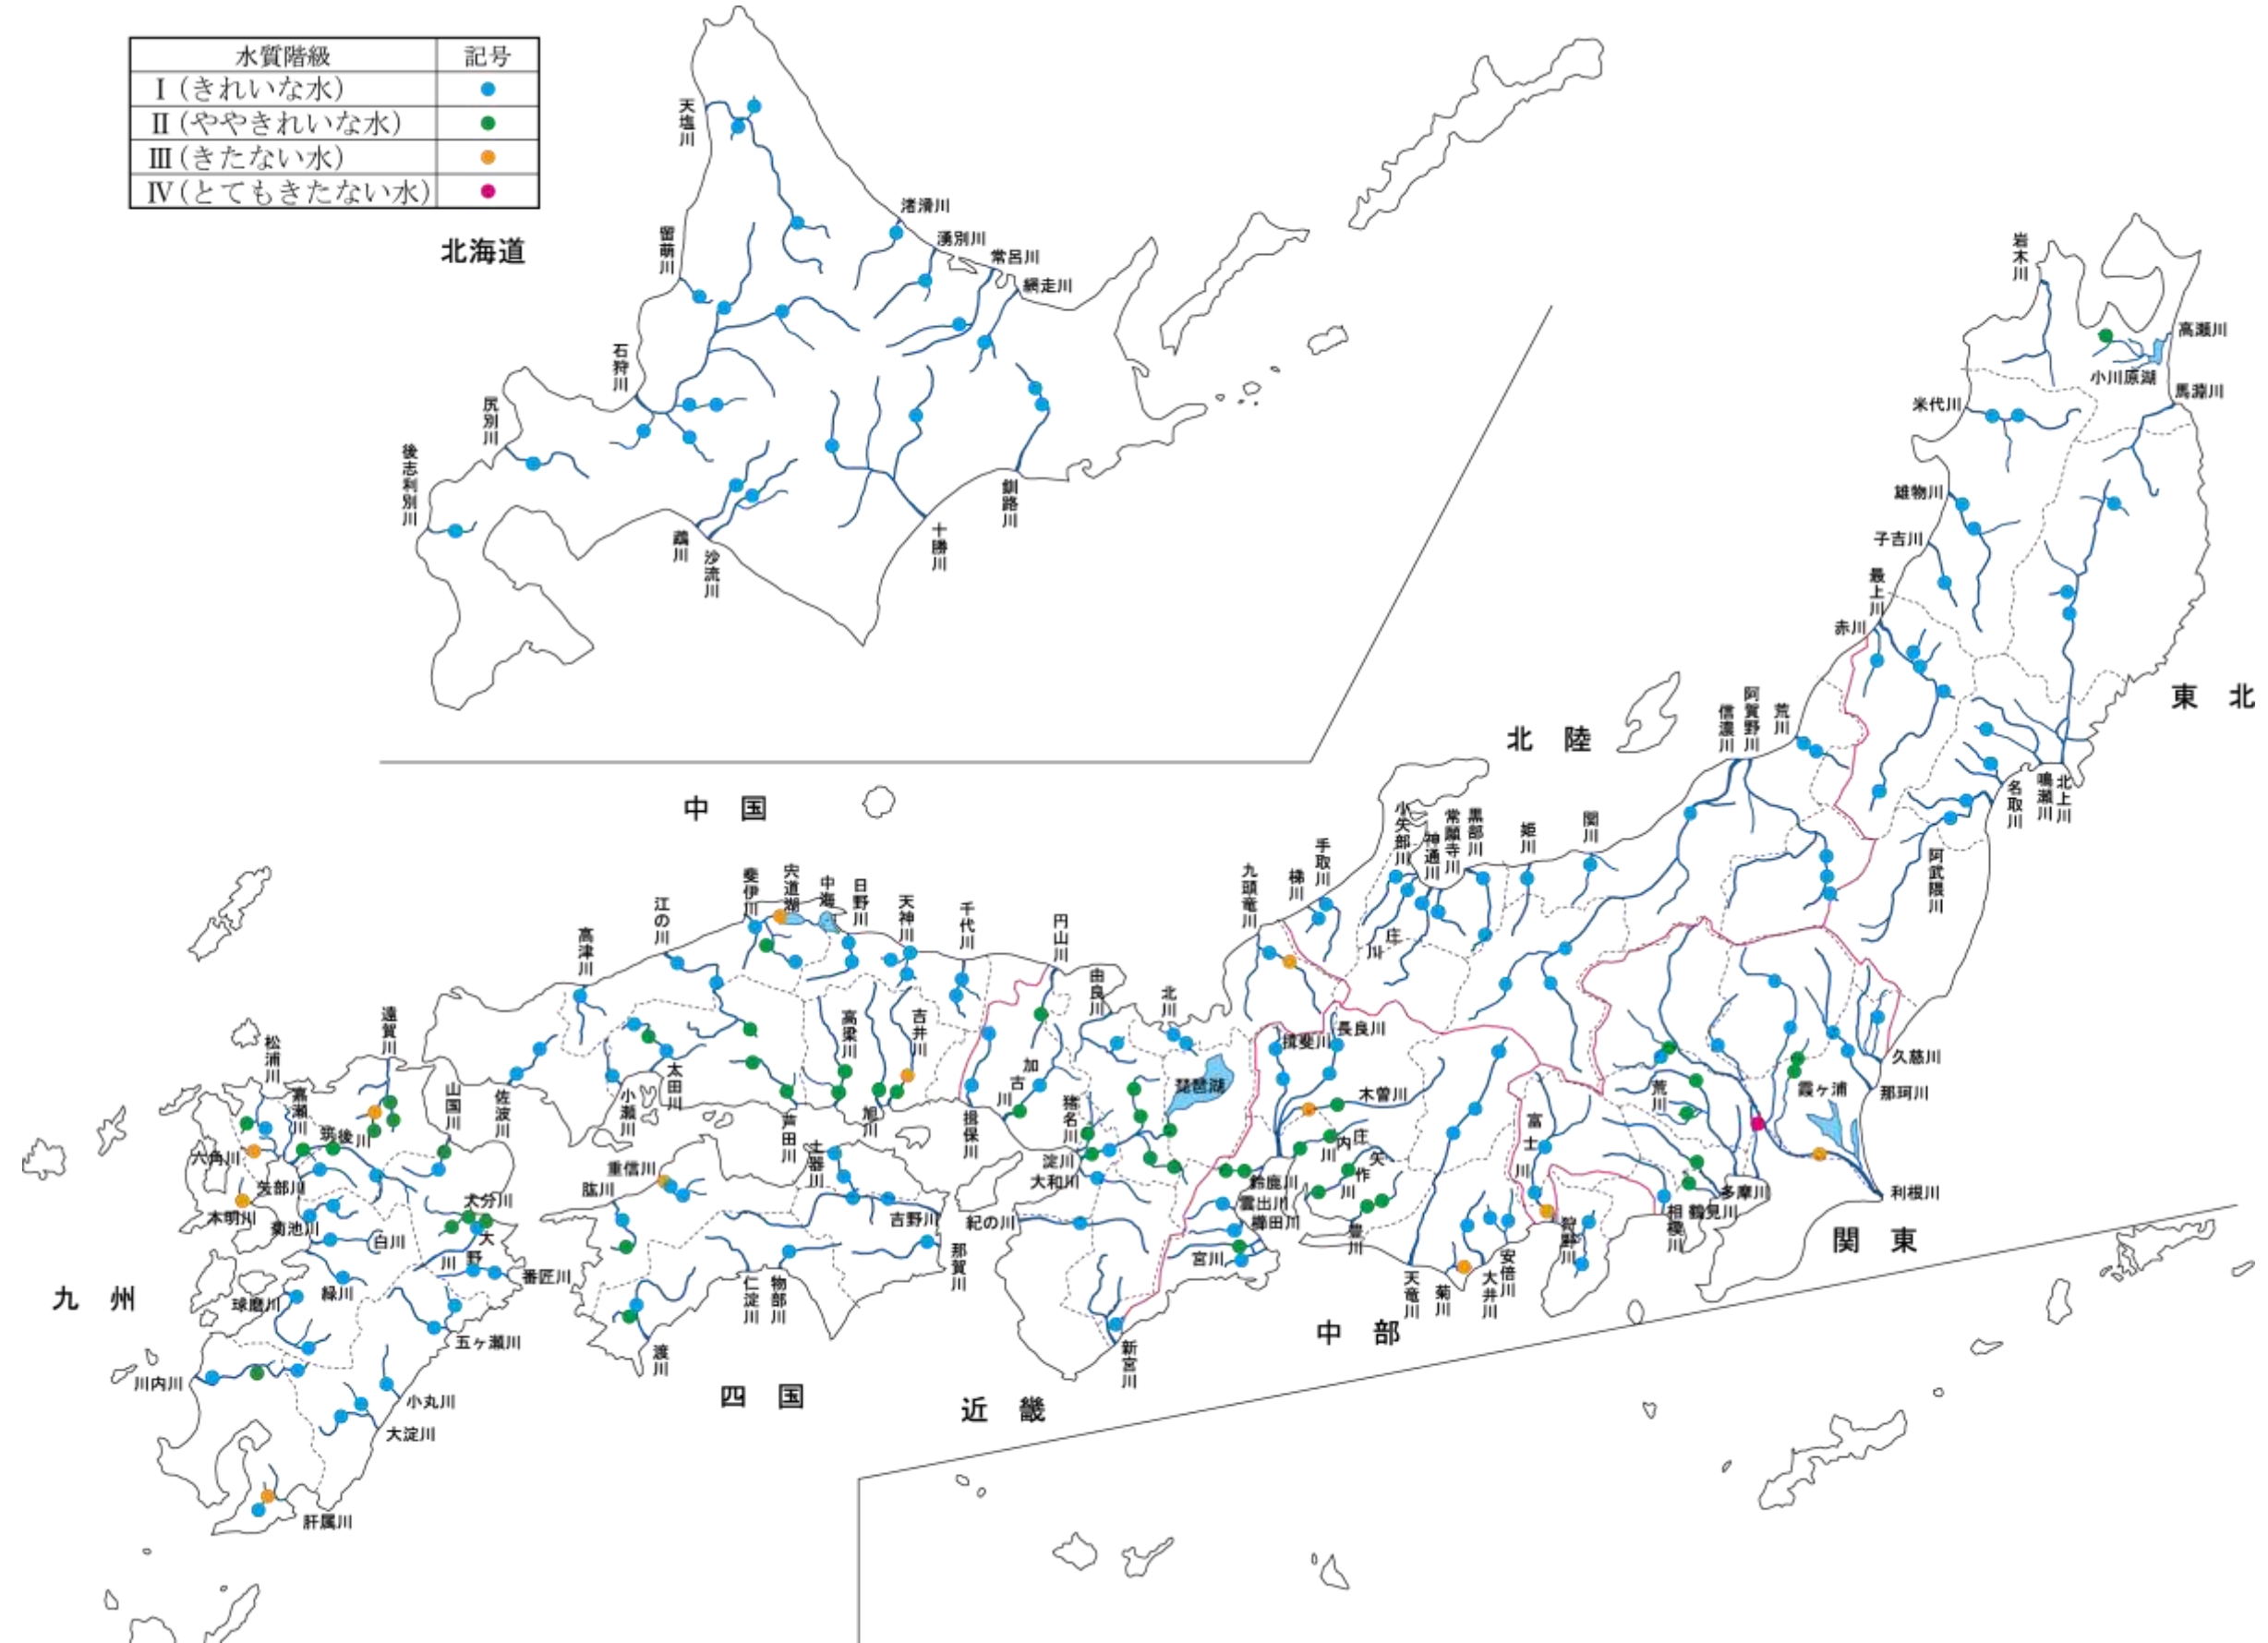 水質階級 記号
Ⅰ(きれいな水)
Ⅱ(ややきれいな水)
Ⅲ(きたない水)
Ⅳ(とてもきたない水)
北海道
天塩川
渚滑川
湧別川
常呂川
網走川
留萌川
石狩川
尻別川
後志利別川
鵡川
沙流川
十勝川
釧路川
東 北
岩木川
高瀬川
小川原湖
馬淵川
米代川
雄物川
子吉川
最上川
赤川
名取川
鳴瀬川
北上川
阿武隈川
北 陸
荒川
阿賀野川
信濃川
関川
姫川
黒部川
常願寺川
神通川
小矢部川
庄川
手取川
梯川
九頭竜川
関 東
久慈川
那珂川
霞ヶ浦
利根川
荒川
多摩川
鶴見川
相模川
富士川
中 部
狩野川
安倍川
大井川
菊川
天竜川
豊川
矢作川
庄内川
木曽川
長良川
揖斐川
鈴鹿川
雲出川
櫛田川
宮川
近 畿
新宮川
紀の川
大和川
淀川
猪名川
琵琶湖
北川
由良川
円山川
加古川
揖保川
中 国
千代川
天神川
日野川
中海
宍道湖
斐伊川
江の川
高津川
吉井川
旭川
高梁川
芦田川
太田川
小瀬川
佐波川
四 国
土器川
重信川
肱川
吉野川
那賀川
物部川
仁淀川
渡川
九 州
遠賀川
山国川
松浦川
嘉瀬川
筑後川
六角川
矢部川
本明川
菊池川
白川
緑川
球磨川
大分川
大野川
番匠川
五ヶ瀬川
川内川
小丸川
大淀川
肝属川